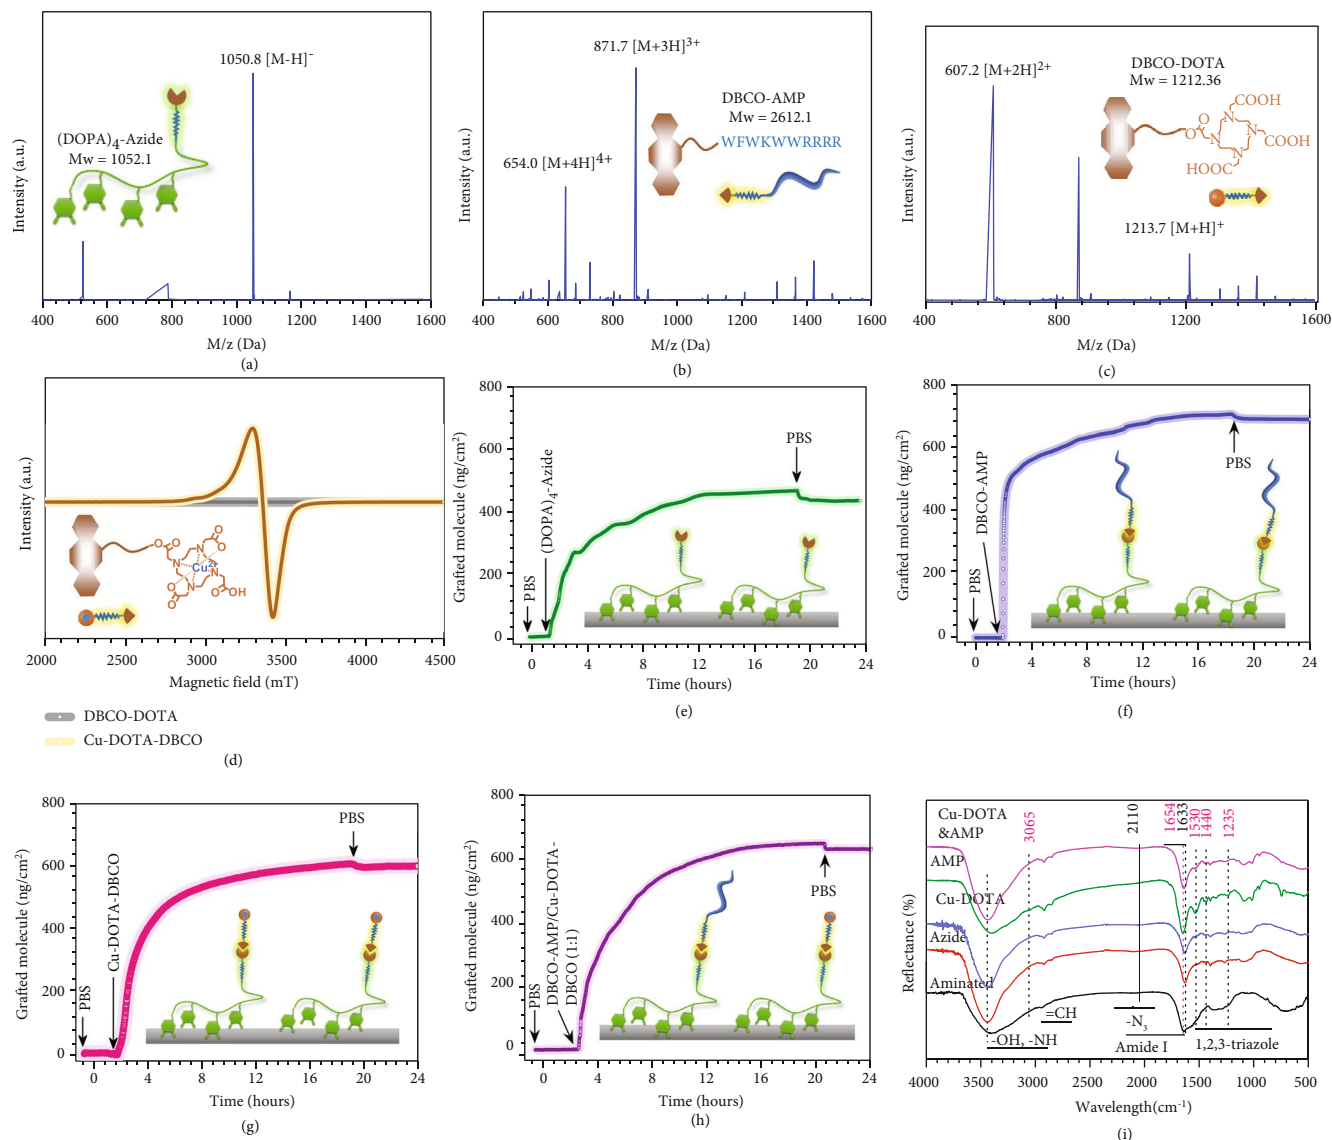 1050.8 [M-H]-
(DOPA)4-Azide
Mw = 1052.1
Intensity (a.u.)
400 600 800 1000 1200 1400 1600
M/z (Da)
(a)
871.7 [M+3H]3+
DBCO-AMP
Mw = 2612.1
WFWKWWRRRR
654.0 [M+4H]4+
Intensity (a.u.)
400 600 800 1000 1200 1400 1600
M/z (Da)
(b)
607.2 [M+2H]2+
DBCO-DOTA
Mw = 1212.36
COOH
O
O
N
N
COOH
N
N
HOOC
1213.7 [M+H]+
Intensity (a.u.)
400 800 1200 1600
M/z (Da)
(c)
Intensity (a.u.)
O
O
O
N
N
O
Cu2+
N
N
O
O
O
OH
2000 2500 3000 3500 4000 4500
Magnetic field (mT)
DBCO-DOTA
Cu-DOTA-DBCO
(d)
Grafted molecule (ng/cm2)
800
600
400
200
0
PBS
(DOPA)4-Azide
PBS
0 4 8 12 16 20 24
Time (hours)
(e)
Grafted molecule (ng/cm2)
800
600
400
200
0
PBS
DBCO-AMP
PBS
0 4 8 12 16 20 24
Time (hours)
(f)
Grafted molecule (ng/cm2)
800
600
400
200
0
PBS
Cu-DOTA-DBCO
PBS
0 4 8 12 16 20 24
Time (hours)
(g)
Grafted molecule (ng/cm2)
800
600
400
200
0
PBS
DBCO-AMP/Cu-DOTA-
DBCO (1:1)
PBS
0 4 8 12 16 20 24
Time (hours)
(h)
Reflectance (%)
Cu-DOTA
&AMP
AMP
Cu-DOTA
Azide
Aminated
3065
2110
1654
1633
1530
1440
1235
=CH
-OH, -NH
-N3
Amide I
1,2,3-triazole
4000 3500 3000 2500 2000 1500 1000 500
Wavelength(cm-1)
(i)